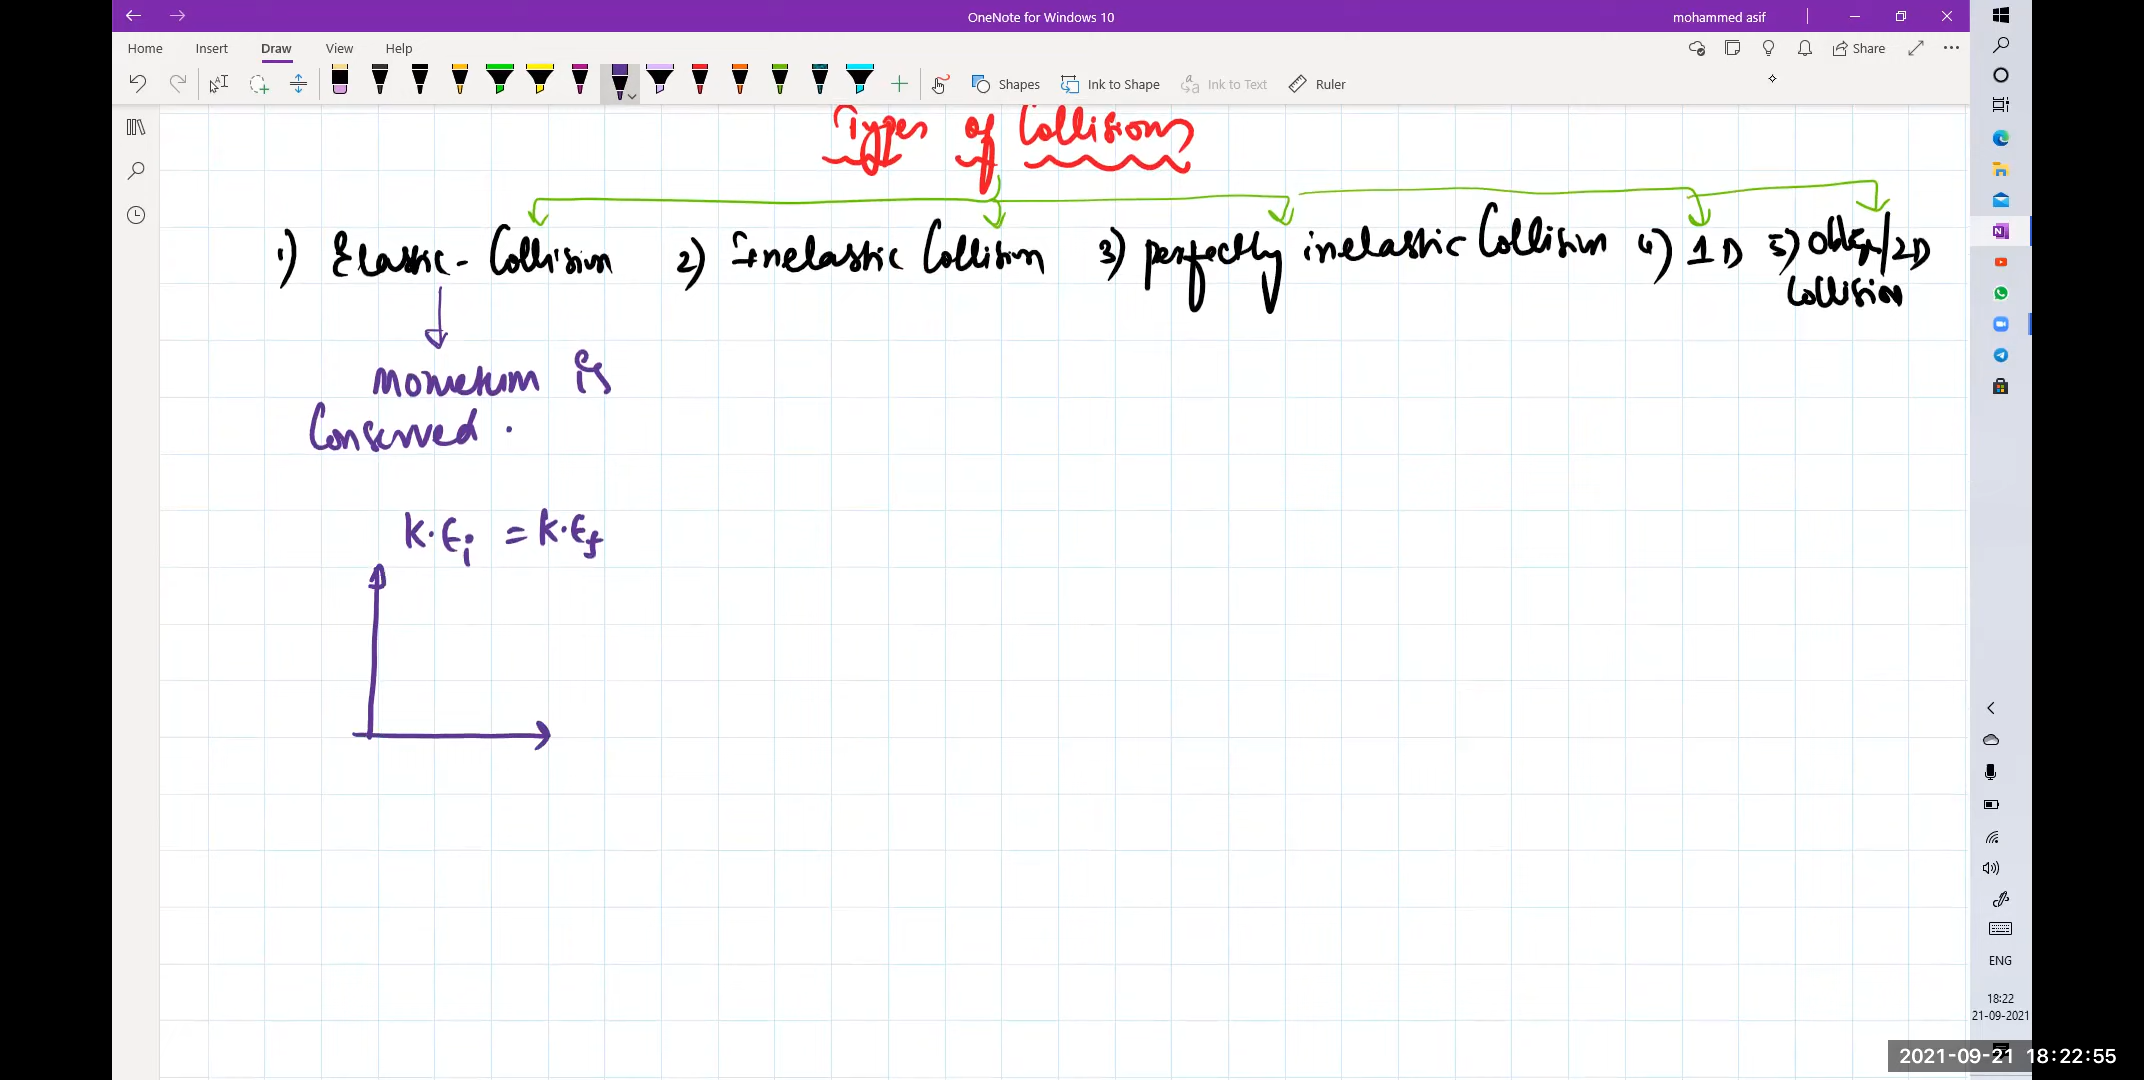 OneNote for Windows 10
mohammed asif
Home Insert Draw View Help
Share
Shapes Ink to Shape Ink to Text Ruler
Types of Collisions
1) Elastic - Collision 2) Inelastic Collision 3) perfectly inelastic Collision 4) 1D 5) /2D
Collision
Momentum is
Conserved .
K.Ei = K.Ef
ENG
18:22
21-09-2021
2021-09-21 18:22:55